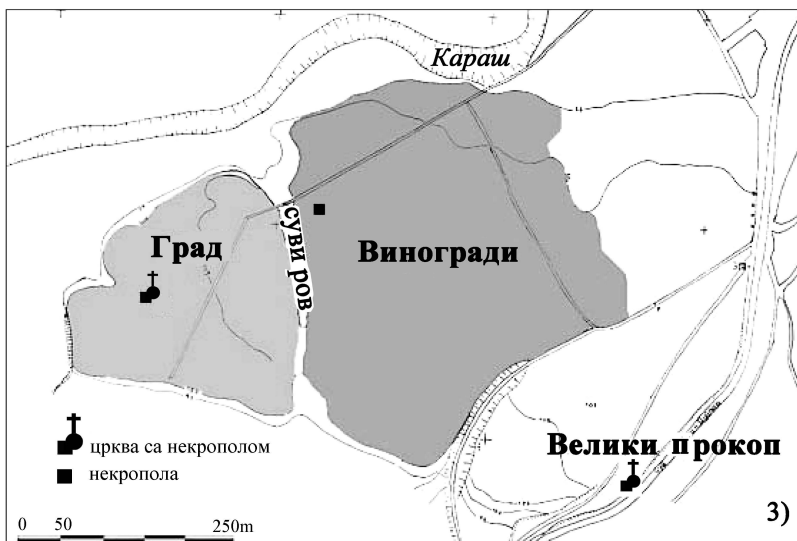 Караш
Град
суви ров
Виногради
Велики прокоп
црква са некрополом
некропола
0 50 250m
3)